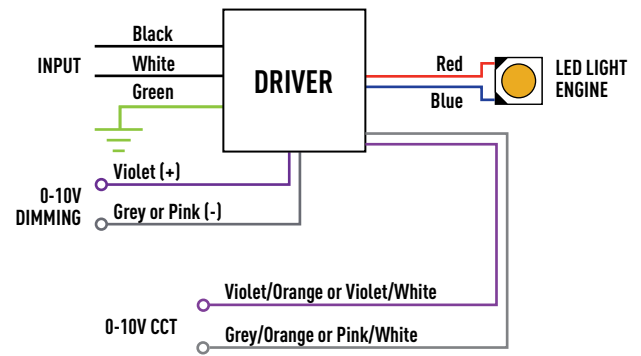 Black
INPUT
White
Green
DRIVER
Red
Blue
LED LIGHT
ENGINE
Violet (+)
0-10V
DIMMING
Grey or Pink (-)
Violet/Orange or Violet/White
0-10V CCT
Grey/Orange or Pink/White